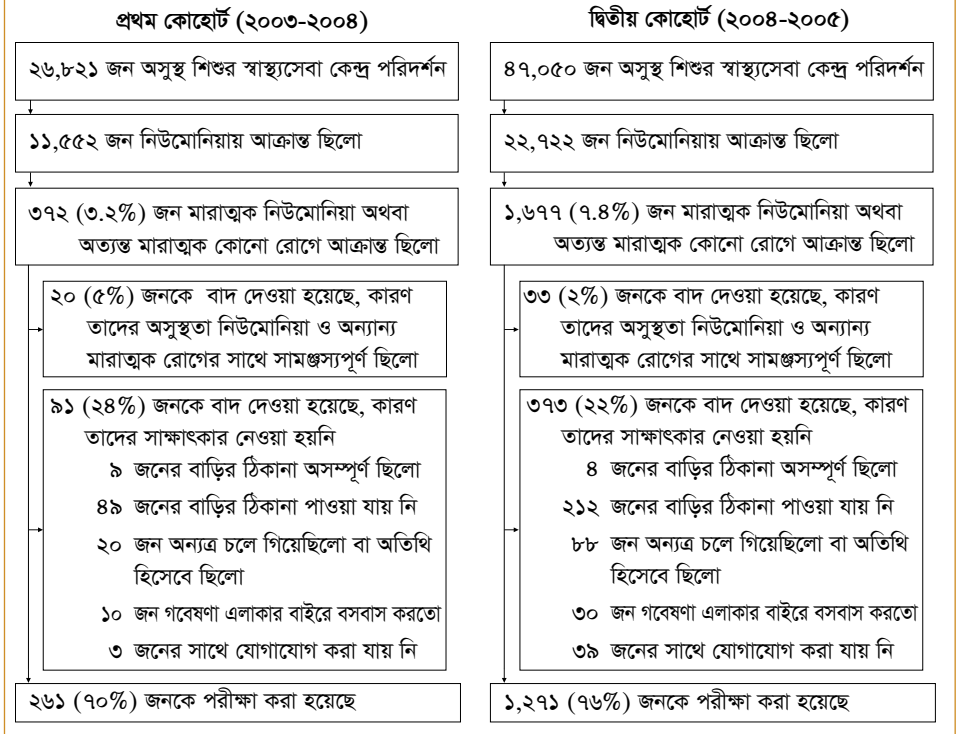 প্রথম কোহোর্ট (২০০৩-২০০৪)
২৬,৮২১ জন অসুস্থ শিশুর স্বাস্থ্যসেবা কেন্দ্র পরিদর্শন
১১,৫৫২ জন নিউমোনিয়ায় আক্রান্ত ছিলো
৩৭২ (৩.২%) জন মারাত্মক নিউমোনিয়া অথবা
অত্যন্ত মারাত্মক কোনো রোগে আক্রান্ত ছিলো
২০ (৫%) জনকে বাদ দেওয়া হয়েছে, কারণ
তাদের অসুস্থতা নিউমোনিয়া ও অন্যান্য
মারাত্মক রোগের সাথে সামঞ্জস্যপূর্ণ ছিলো
৯১ (২৪%) জনকে বাদ দেওয়া হয়েছে, কারণ
তাদের সাক্ষাৎকার নেওয়া হয়নি
৯ জনের বাড়ির ঠিকানা অসম্পূর্ণ ছিলো
৪৯ জনের বাড়ির ঠিকানা পাওয়া যায় নি
২০ জন অন্যত্র চলে গিয়েছিলো বা অতিথি
হিসেবে ছিলো
১০ জন গবেষণা এলাকার বাইরে বসবাস করতো
৩ জনের সাথে যোগাযোগ করা যায় নি
২৬১ (৭০%) জনকে পরীক্ষা করা হয়েছে
দ্বিতীয় কোহোর্ট (২০০৪-২০০৫)
৪৭,০৫০ জন অসুস্থ শিশুর স্বাস্থ্যসেবা কেন্দ্র পরিদর্শন
২২,৭২২ জন নিউমোনিয়ায় আক্রান্ত ছিলো
১,৬৭৭ (৭.৪%) জন মারাত্মক নিউমোনিয়া অথবা
অত্যন্ত মারাত্মক কোনো রোগে আক্রান্ত ছিলো
৩৩ (২%) জনকে বাদ দেওয়া হয়েছে, কারণ
তাদের অসুস্থতা নিউমোনিয়া ও অন্যান্য
মারাত্মক রোগের সাথে সামঞ্জস্যপূর্ণ ছিলো
৩৭৩ (২২%) জনকে বাদ দেওয়া হয়েছে, কারণ
তাদের সাক্ষাৎকার নেওয়া হয়নি
৪ জনের বাড়ির ঠিকানা অসম্পূর্ণ ছিলো
২১২ জনের বাড়ির ঠিকানা পাওয়া যায় নি
৮৮ জন অন্যত্র চলে গিয়েছিলো বা অতিথি
হিসেবে ছিলো
৩০ জন গবেষণা এলাকার বাইরে বসবাস করতো
৩৯ জনের সাথে যোগাযোগ করা যায় নি
১,২৭১ (৭৬%) জনকে পরীক্ষা করা হয়েছে